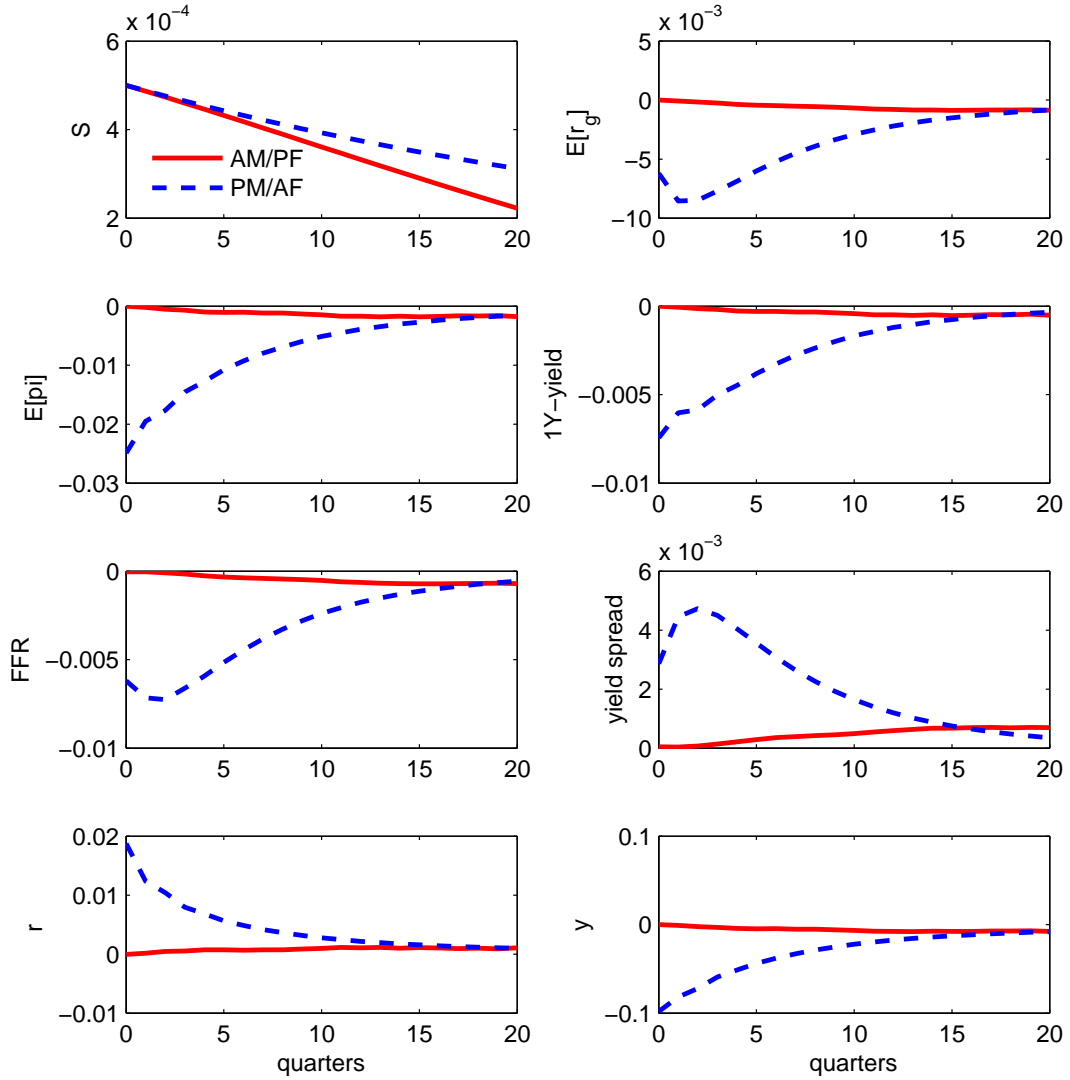 x 10−4
6
4
2
S
AM/PF
PM/AF
0 5 10 15 20
x 10−3
5
0
−5
−10
E[rg]
0 5 10 15 20
0
−0.01
−0.02
−0.03
E[pi]
0 5 10 15 20
0
−0.005
−0.01
1Y−yield
0 5 10 15 20
0
−0.005
−0.01
FFR
0 5 10 15 20
x 10−3
6
4
2
0
yield spread
0 5 10 15 20
0.02
0.01
0
−0.01
r
0 5 10 15 20
quarters
0.1
0
−0.1
y
0 5 10 15 20
quarters